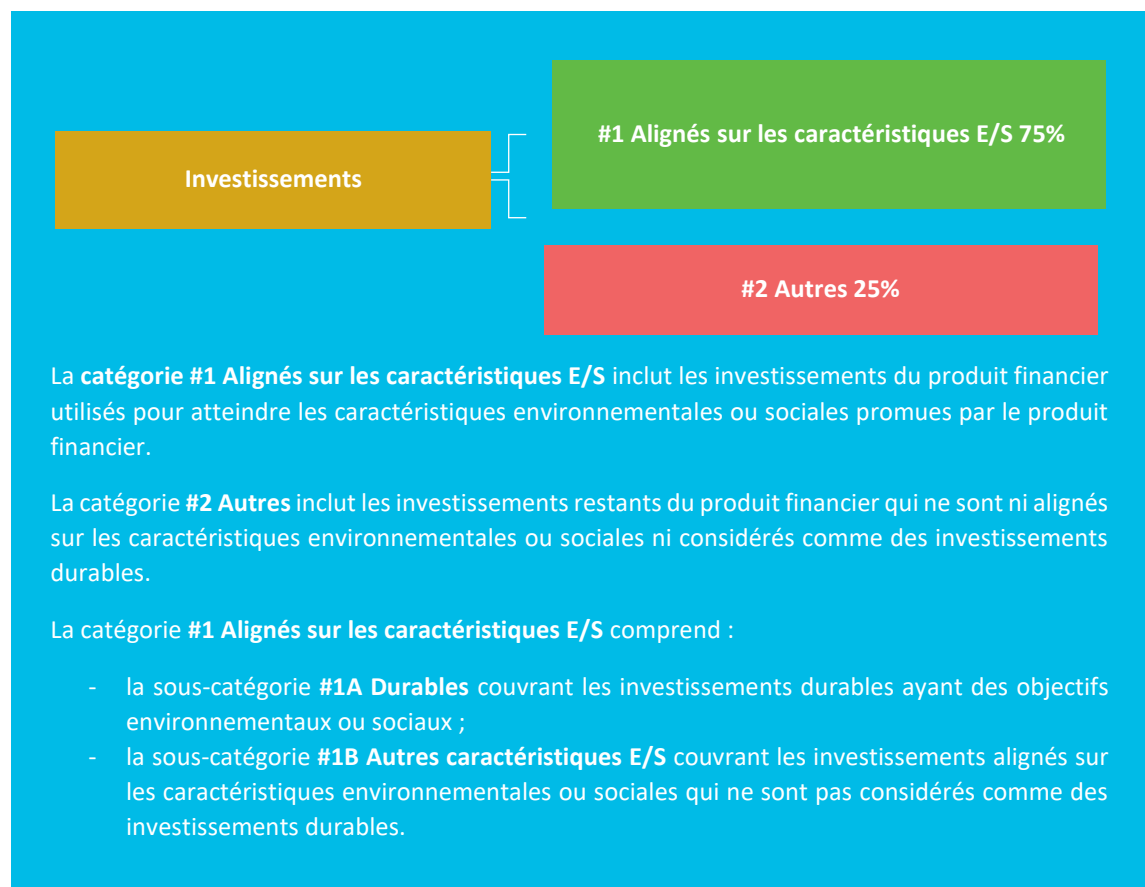 #1 Alignés sur les caractéristiques E/S 75%
Investissements
#2 Autres 25%
La catégorie #1 Alignés sur les caractéristiques E/S inclut les investissements du produit financier
utilisés pour atteindre les caractéristiques environnementales ou sociales promues par le produit
financier.
La catégorie #2 Autres inclut les investissements restants du produit financier qui ne sont ni alignés
sur les caractéristiques environnementales ou sociales ni considérés comme des investissements
durables.
La catégorie #1 Alignés sur les caractéristiques E/S comprend :
- la sous-catégorie #1A Durables couvrant les investissements durables ayant des objectifs
environnementaux ou sociaux ;
- la sous-catégorie #1B Autres caractéristiques E/S couvrant les investissements alignés sur
les caractéristiques environnementales ou sociales qui ne sont pas considérés comme des
investissements durables.